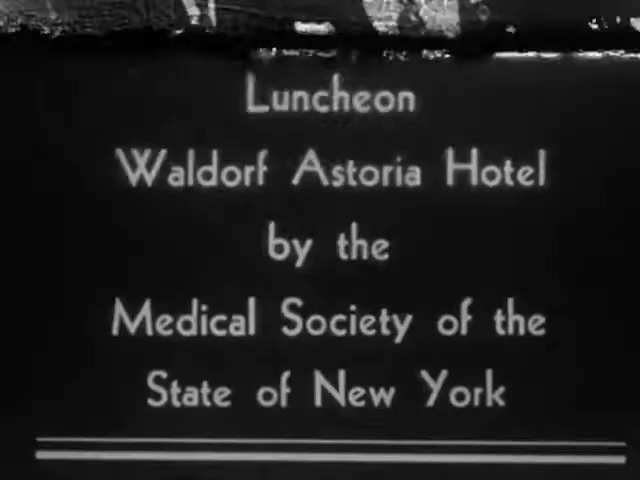 Luncheon
Waldorf Astoria Hotel
by the
Medical Society of the
State of New York